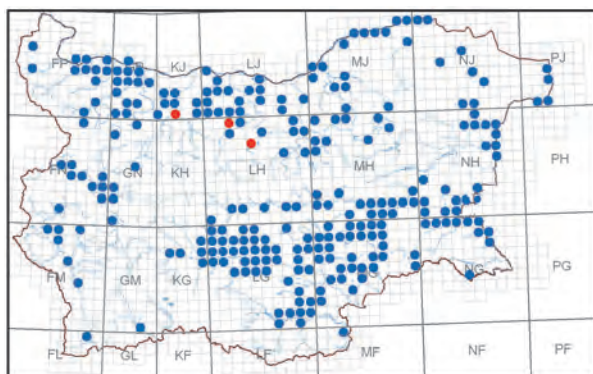 FP KJ LJ MJ NJ PJ
FN GN KH LH MH NH PH
FM GM KG LG NG PG
FL GL KF LF MF NF PF